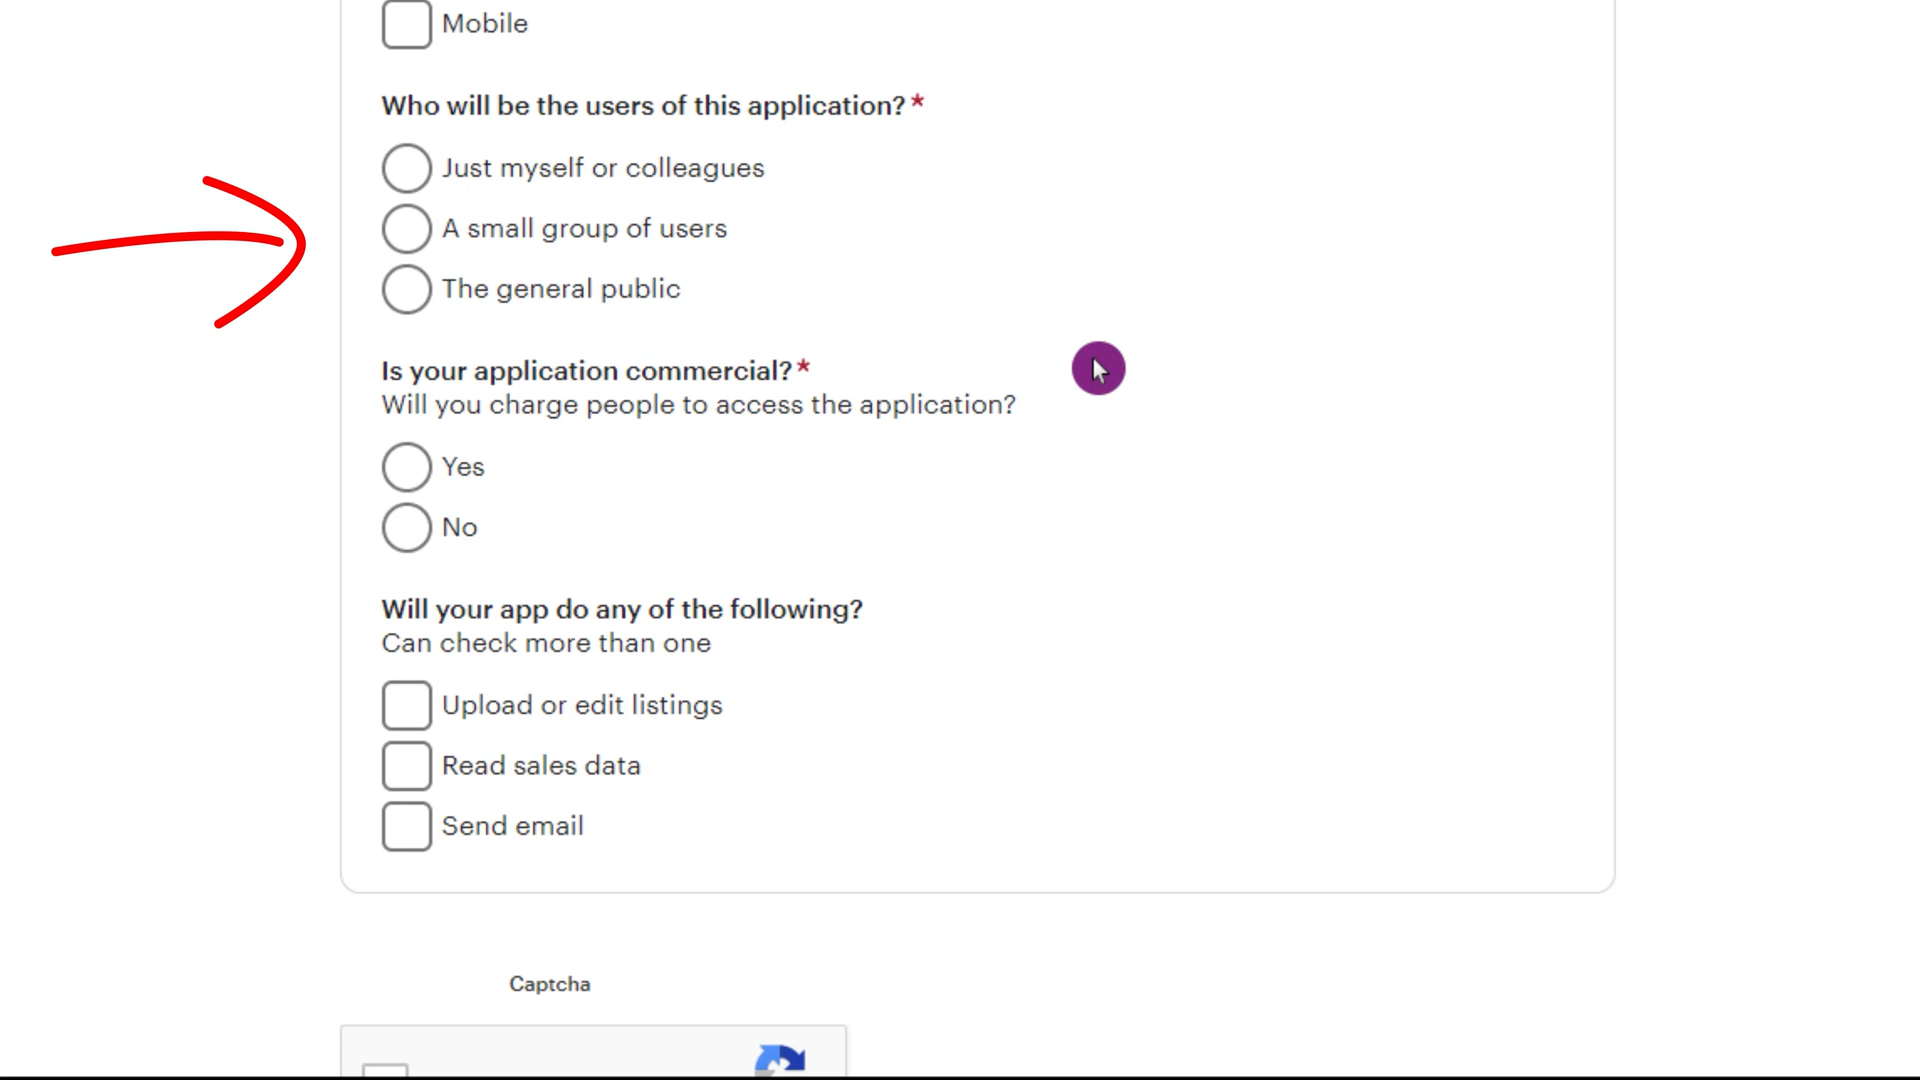 Mobile
Who will be the users of this application? *
Just myself or colleagues
A small group of users
The general public
Is your application commercial? *
Will you charge people to access the application?
Yes
No
Will your app do any of the following?
Can check more than one
Upload or edit listings
Read sales data
Send email
Captcha